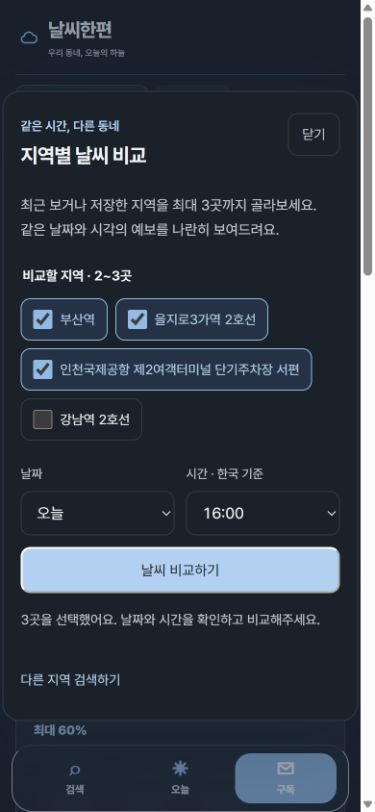 날씨한편
우리 동네, 오늘의 하늘
같은 시간, 다른 동네
닫기
지역별 날씨 비교
최근 보거나 저장한 지역을 최대 3곳까지 골라보세요.
같은 날짜와 시각의 예보를 나란히 보여드려요.
비교할 지역 · 2~3곳
부산역
을지로3가역 2호선
인천국제공항 제2여객터미널 단기주차장 서편
강남역 2호선
날짜
시간 · 한국 기준
오늘
16:00
날씨 비교하기
3곳을 선택했어요. 날짜와 시간을 확인하고 비교해주세요.
다른 지역 검색하기
최대 60%
검색
오늘
구독